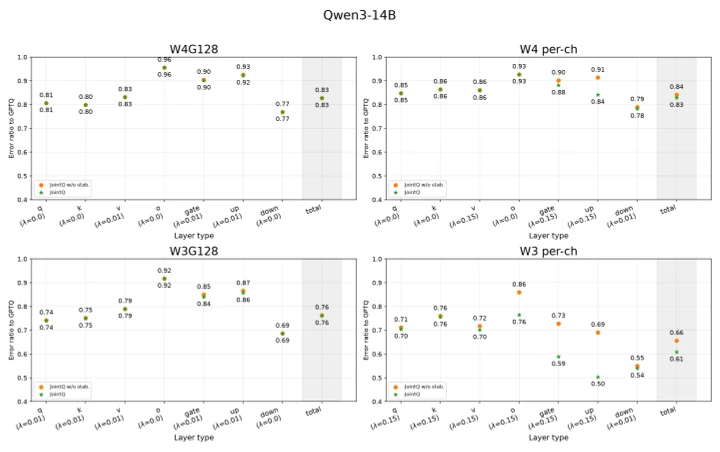 Qwen3-14B
W4G128
Error ratio to GPTQ
1.0
0.9
0.8
0.7
0.6
0.5
0.4
0.81
0.81
0.80
0.80
0.83
0.83
0.96
0.96
0.90
0.90
0.93
0.92
0.77
0.77
0.83
0.83
JointQ w/o stab.
JointQ
q (λ=0.0)
k (λ=0.0)
v (λ=0.01)
o (λ=0.0)
gate (λ=0.01)
up (λ=0.01)
down (λ=0.0)
total
Layer type
W4 per-ch
Error ratio to GPTQ
1.0
0.9
0.8
0.7
0.6
0.5
0.4
0.85
0.85
0.86
0.86
0.86
0.86
0.93
0.93
0.90
0.88
0.91
0.84
0.79
0.78
0.84
0.83
JointQ w/o stab.
JointQ
q (λ=0.0)
k (λ=0.0)
v (λ=0.15)
o (λ=0.0)
gate (λ=0.15)
up (λ=0.15)
down (λ=0.01)
total
Layer type
W3G128
Error ratio to GPTQ
1.0
0.9
0.8
0.7
0.6
0.5
0.4
0.74
0.74
0.75
0.75
0.79
0.79
0.92
0.92
0.85
0.84
0.87
0.86
0.69
0.69
0.76
0.76
JointQ w/o stab.
JointQ
q (λ=0.01)
k (λ=0.01)
v (λ=0.01)
o (λ=0.0)
gate (λ=0.01)
up (λ=0.01)
down (λ=0.0)
total
Layer type
W3 per-ch
Error ratio to GPTQ
1.0
0.9
0.8
0.7
0.6
0.5
0.4
0.71
0.70
0.76
0.76
0.72
0.70
0.86
0.76
0.73
0.59
0.69
0.50
0.55
0.54
0.66
0.61
JointQ w/o stab.
JointQ
q (λ=0.15)
k (λ=0.15)
v (λ=0.15)
o (λ=0.15)
gate (λ=0.15)
up (λ=0.15)
down (λ=0.01)
total
Layer type